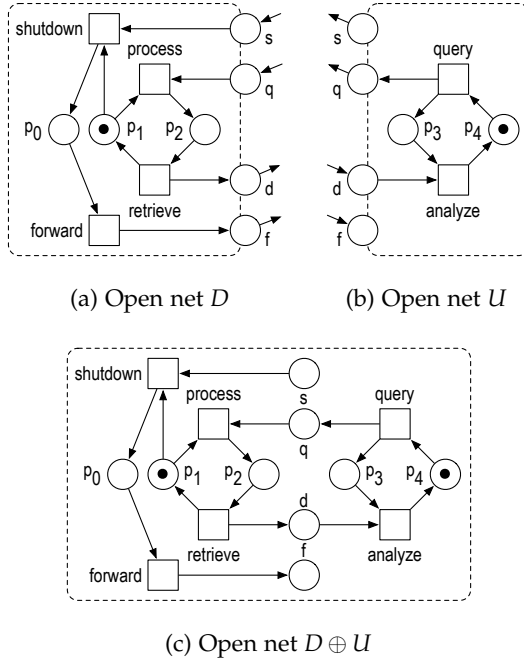 shutdown
process
s
q
p0
p1
p2
d
retrieve
forward
f
(a) Open net D
s
query
q
p3
p4
d
analyze
f
(b) Open net U
shutdown
process
s
query
q
p0
p1
p2
p3
p4
d
retrieve
f
analyze
forward
(c) Open net D ⊕ U